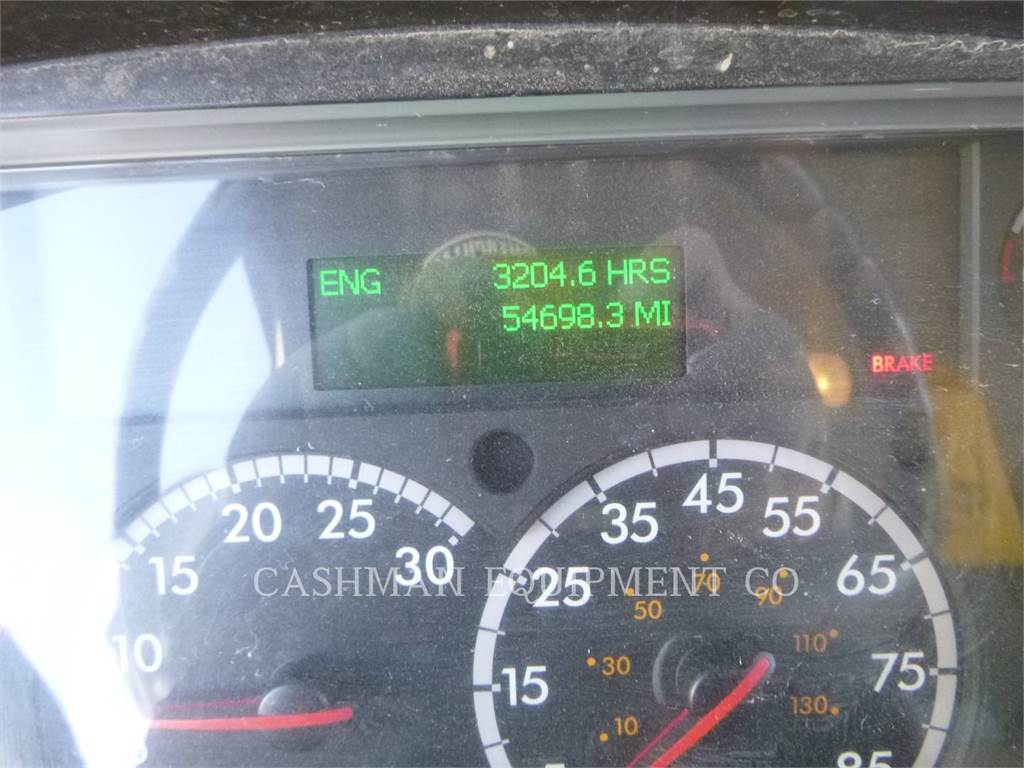 ENG 3204.6 HRS
54698.3 MI
BRAKE
10 15 20 25 30
5 15 25 35 45 55 65 75 85
10 30 50 70 90 110 130
CASHMAN EQUIPMENT CO.